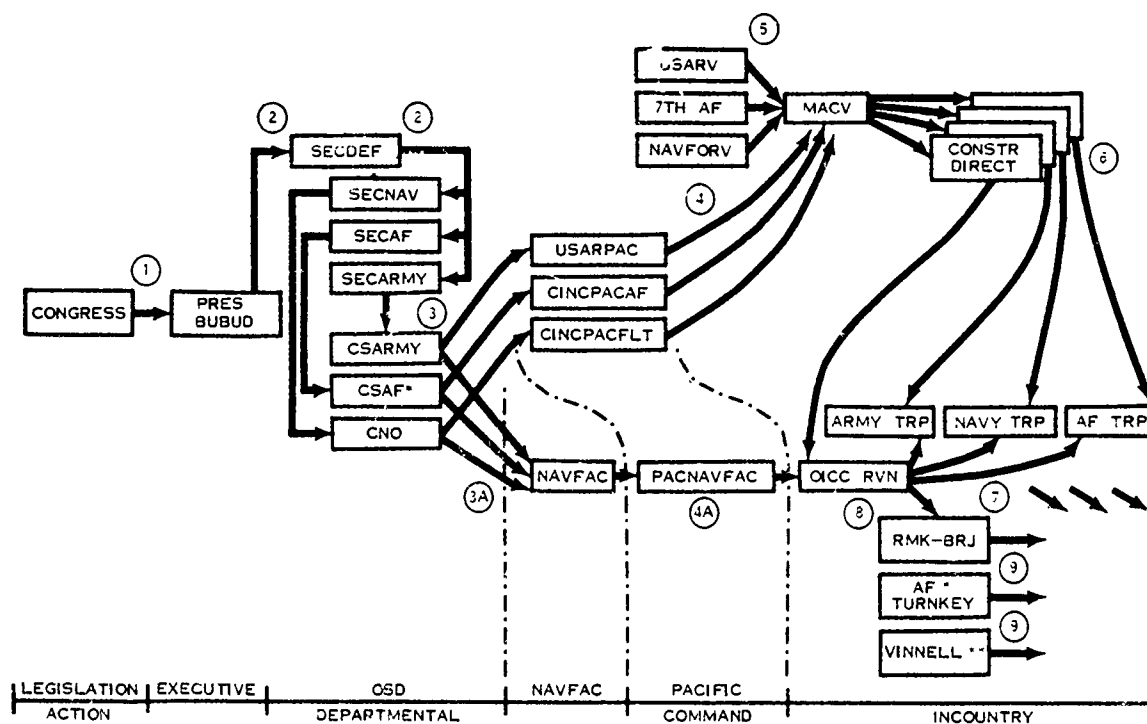 5
USARV
7TH AF
MACV
NAVFORV
CONSTR
DIRECT
6
2
2
SECDEF
SECNAV
SECAF
SECARMY
4
USARPAC
CINCPACAF
CINCPACFLT
1
CONGRESS
PRES
BUBUD
3
CSARMY
CSAF*
CNO
ARMY TRP
NAVY TRP
AF TRP
3A
NAVFAC
PACNAVFAC
4A
OICC RVN
8
7
RMK-BRJ
9
AF *
TURNKEY
9
VINNELL **
LEGISLATION
EXECUTIVE
OSD
NAVFAC
PACIFIC
ACTION
DEPARTMENTAL
COMMAND
INCOUNTRY